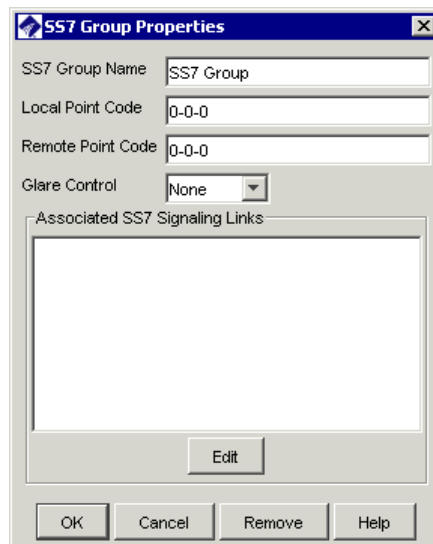 SS7 Group Properties
SS7 Group Name SS7 Group
Local Point Code 0-0-0
Remote Point Code 0-0-0
Glare Control None
Associated SS7 Signaling Links
Edit
OK Cancel Remove Help